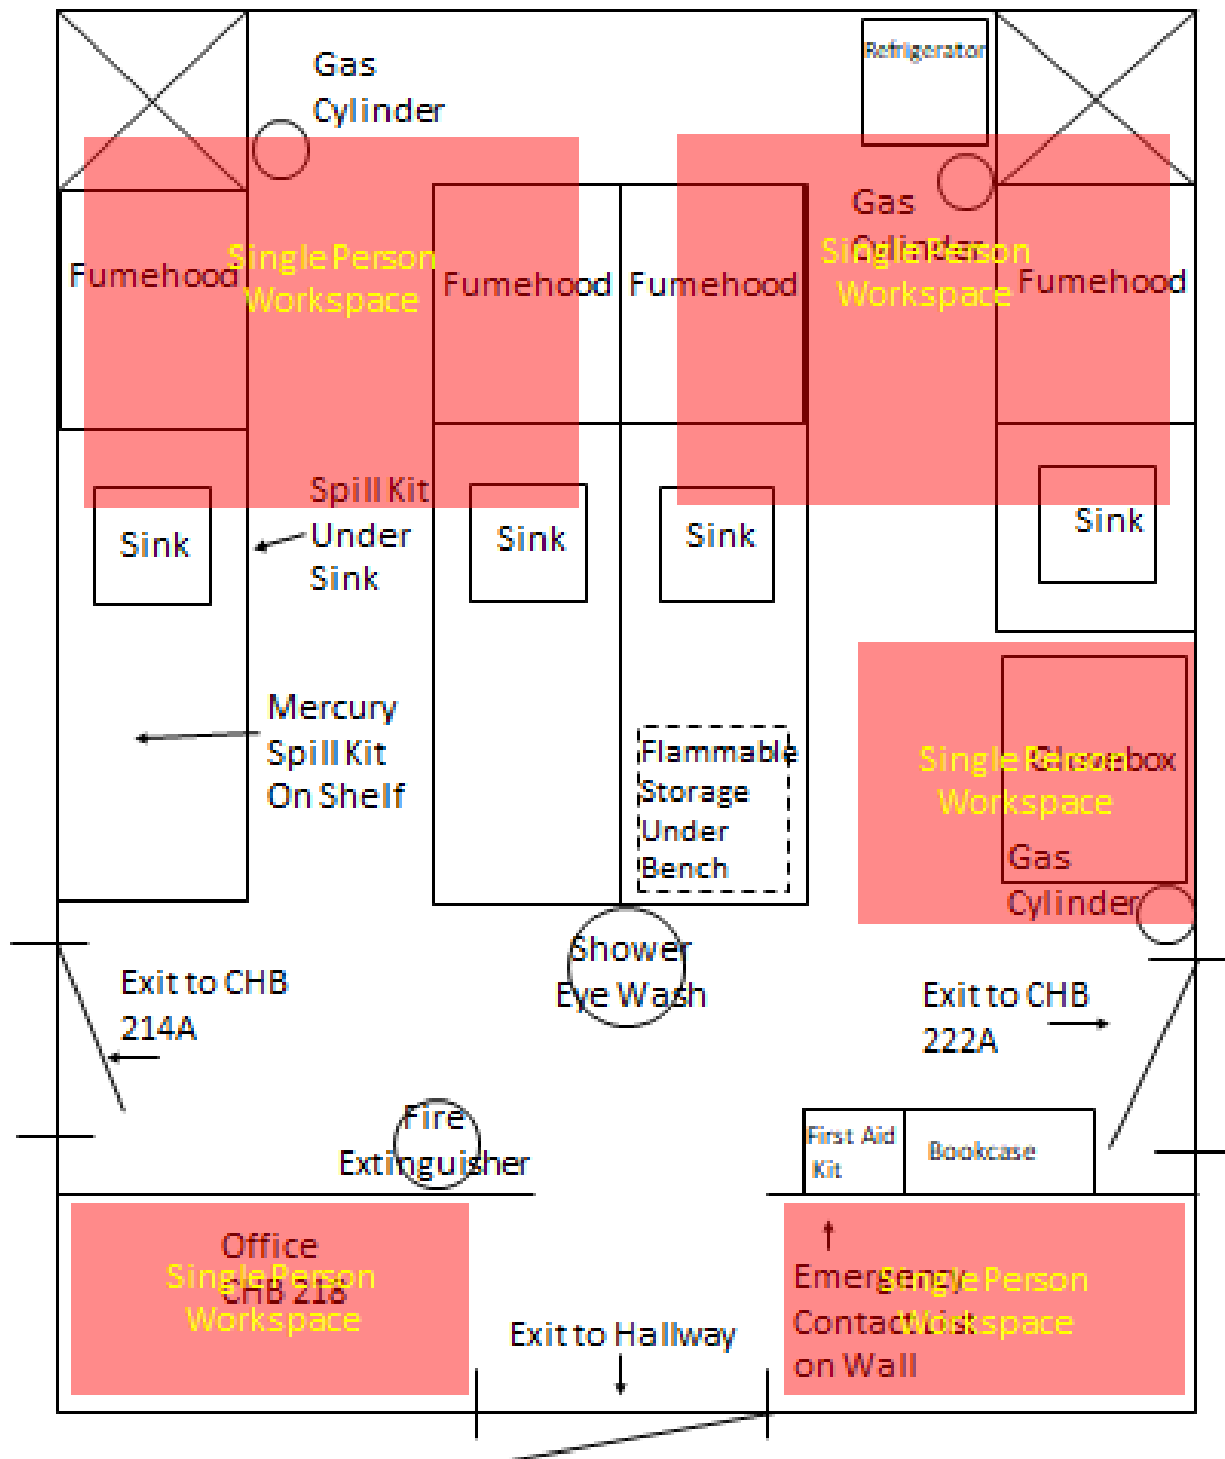 Gas
Cylinder
Refrigerator
Gas
Cylinder
Single Person
Workspace
Single Person
Workspace
Fumehood
Fumehood
Fumehood
Fumehood
Spill Kit
Under
Sink
Sink
Sink
Sink
Sink
Mercury
Spill Kit
On Shelf
Flammable
Storage
Under
Bench
Single Person
Workspace
Glovebox
Gas
Cylinder
Shower
Eye Wash
Exit to CHB
214A
Exit to CHB
222A
Fire
Extinguisher
First Aid
Kit
Bookcase
Office
CHB 218
Single Person
Workspace
Exit to Hallway
Emergency
Contact List
on Wall
Single Person
Workspace